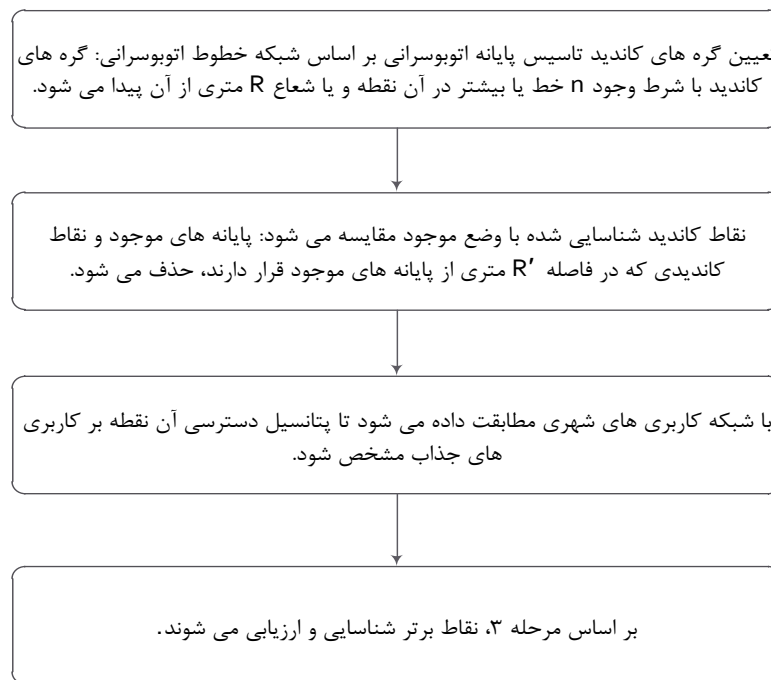 عیین گره های کاندید تاسیس پایانه اتوبوسرانی بر اساس شبکه خطوط اتوبوسرانی: گره های
کاندید با شرط وجود n خط یا بیشتر در آن نقطه و یا شعاع R متری از آن پیدا می شود.
نقاط کاندید شناسایی شده با وضع موجود مقایسه می شود: پایانه های موجود و نقاط
کاندیدی که در فاصله R′ متری از پایانه های موجود قرار دارند، حذف می شود.
با شبکه کاربری های شهری مطابقت داده می شود تا پتانسیل دسترسی آن نقطه بر کاربری
های جذاب مشخص شود.
بر اساس مرحله ۳، نقاط برتر شناسایی و ارزیابی می شوند.